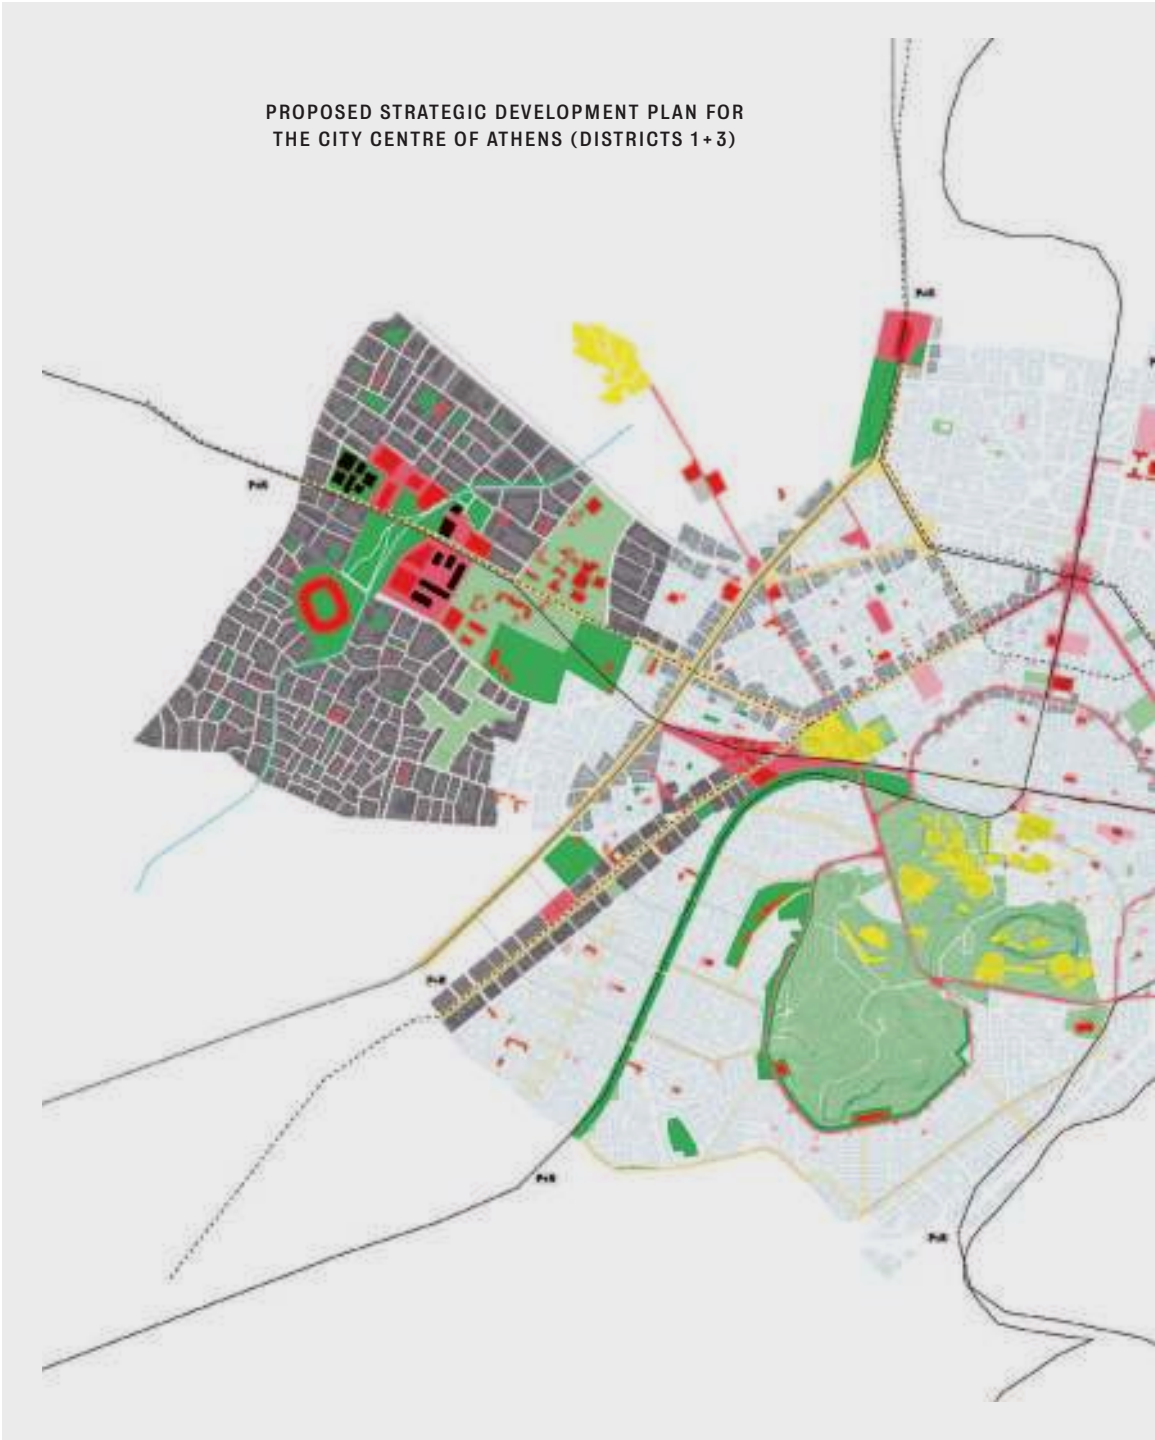 PROPOSED STRATEGIC DEVELOPMENT PLAN FOR
THE CITY CENTRE OF ATHENS (DISTRICTS 1+3)
P+R
P+R
P+R
P+R
P+R